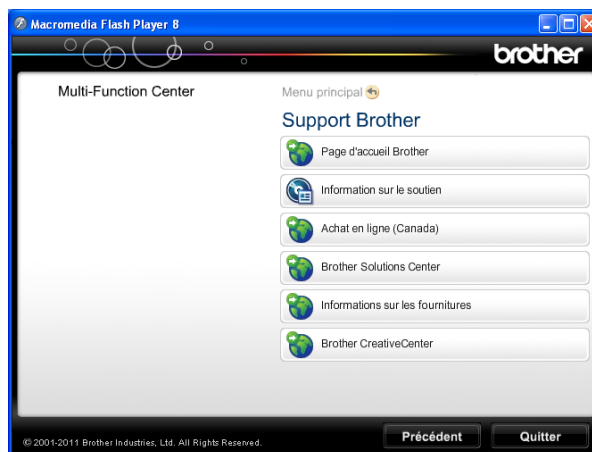 Macromedia Flash Player 8
brother
Multi-Function Center
Menu principal
Support Brother
Page d'accueil Brother
Information sur le soutien
Achat en ligne (Canada)
Brother Solutions Center
Informations sur les fournitures
Brother CreativeCenter
© 2001-2011 Brother Industries, Ltd. All Rights Reserved.
Précédent
Quitter